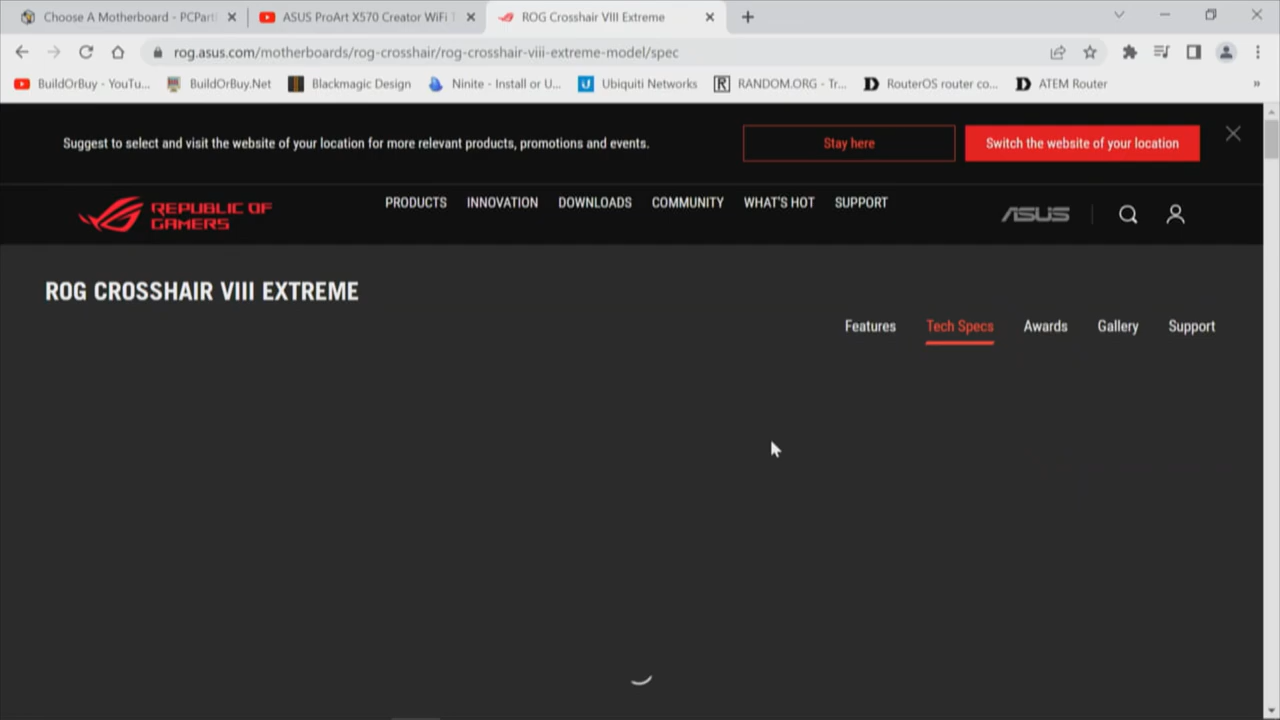 Choose A Motherboard - PCPart
ASUS ProArt X570 Creator WiFi
ROG Crosshair VIII Extreme
rog.asus.com/motherboards/rog-crosshair/rog-crosshair-viii-extreme-model/spec
BuildOrBuy - YouTu...
BuildOrBuy.Net
Blackmagic Design
Ninite - Install or U...
Ubiquiti Networks
RANDOM.ORG - Tr...
RouterOS router co...
ATEM Router
»
Suggest to select and visit the website of your location for more relevant products, promotions and events.
Stay here
Switch the website of your location
REPUBLIC OF
GAMERS
PRODUCTS
INNOVATION
DOWNLOADS
COMMUNITY
WHAT'S HOT
SUPPORT
ASUS
ROG CROSSHAIR VIII EXTREME
Features
Tech Specs
Awards
Gallery
Support